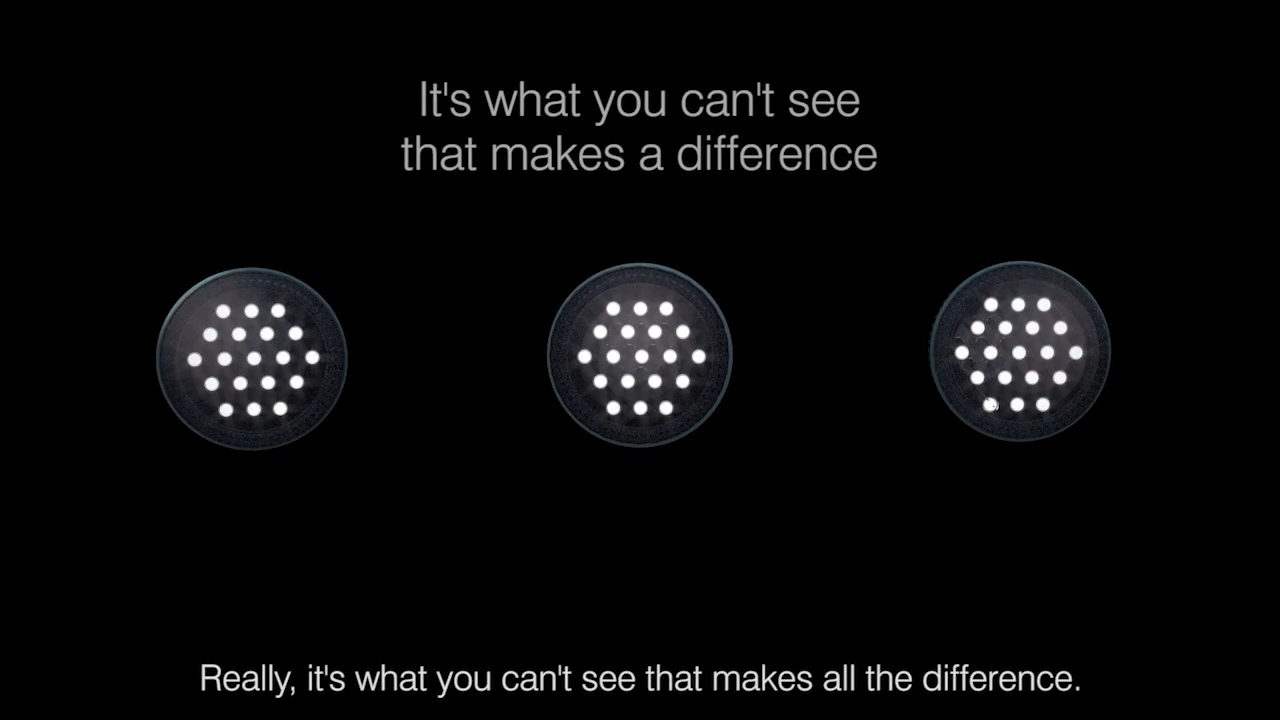 It's what you can't see
that makes a difference
Really, it's what you can't see that makes all the difference.